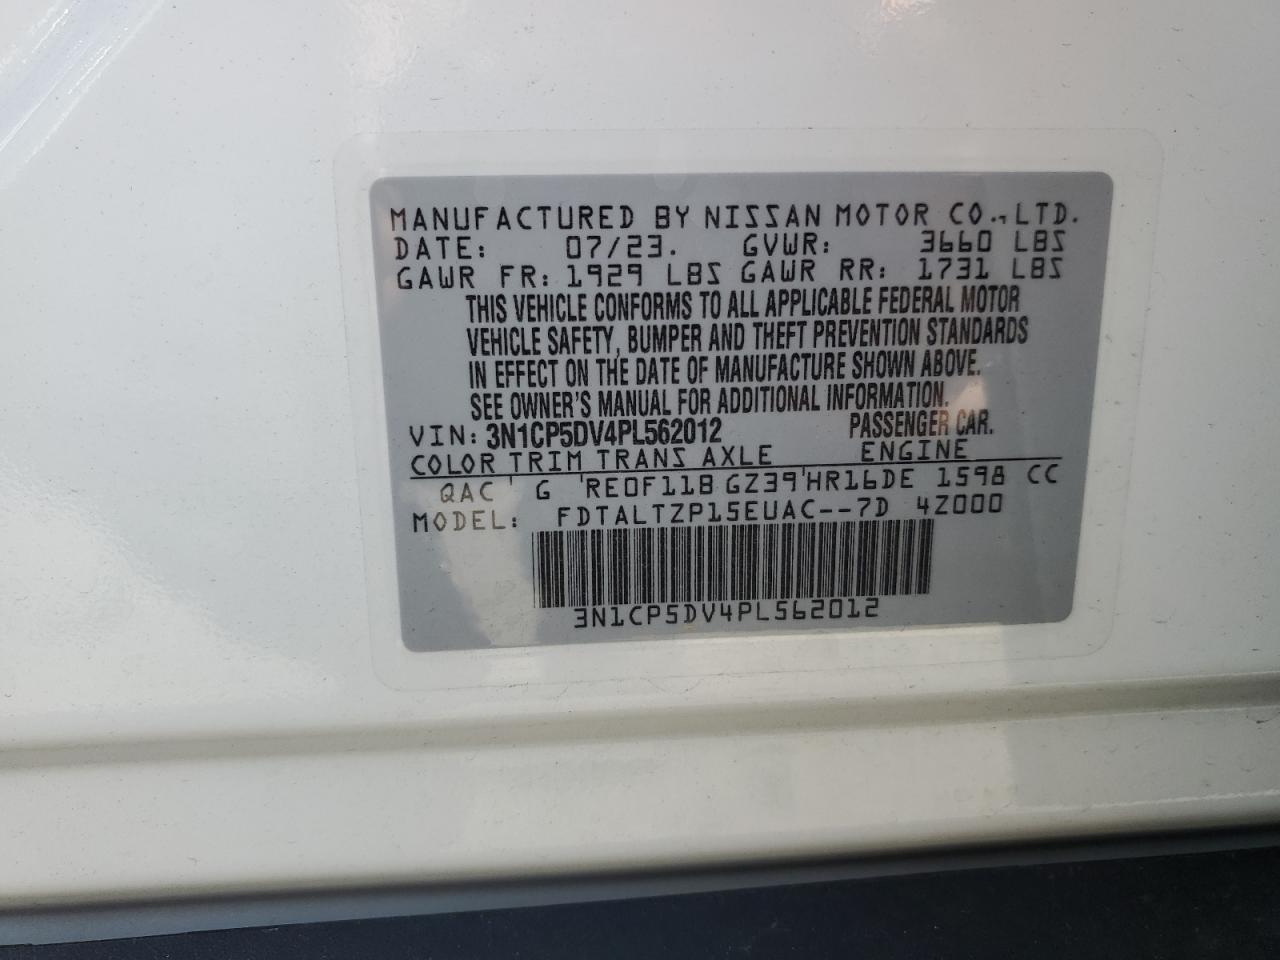 MANUFACTURED BY NISSAN MOTOR CO.,LTD.
DATE: 07/23. GVWR: 3660 LBS
GAWR FR: 1929 LBS GAWR RR: 1731 LBS
THIS VEHICLE CONFORMS TO ALL APPLICABLE FEDERAL MOTOR
VEHICLE SAFETY, BUMPER AND THEFT PREVENTION STANDARDS
IN EFFECT ON THE DATE OF MANUFACTURE SHOWN ABOVE.
SEE OWNER'S MANUAL FOR ADDITIONAL INFORMATION.
VIN: 3N1CP5DV4PL562012 PASSENGER CAR.
COLOR TRIM TRANS AXLE ENGINE
QAC ' G 'RE0F11B GZ39'HR16DE 1598 CC
MODEL: FDTALTZP15EUAC--7D 4Z000
3N1CP5DV4PL562012